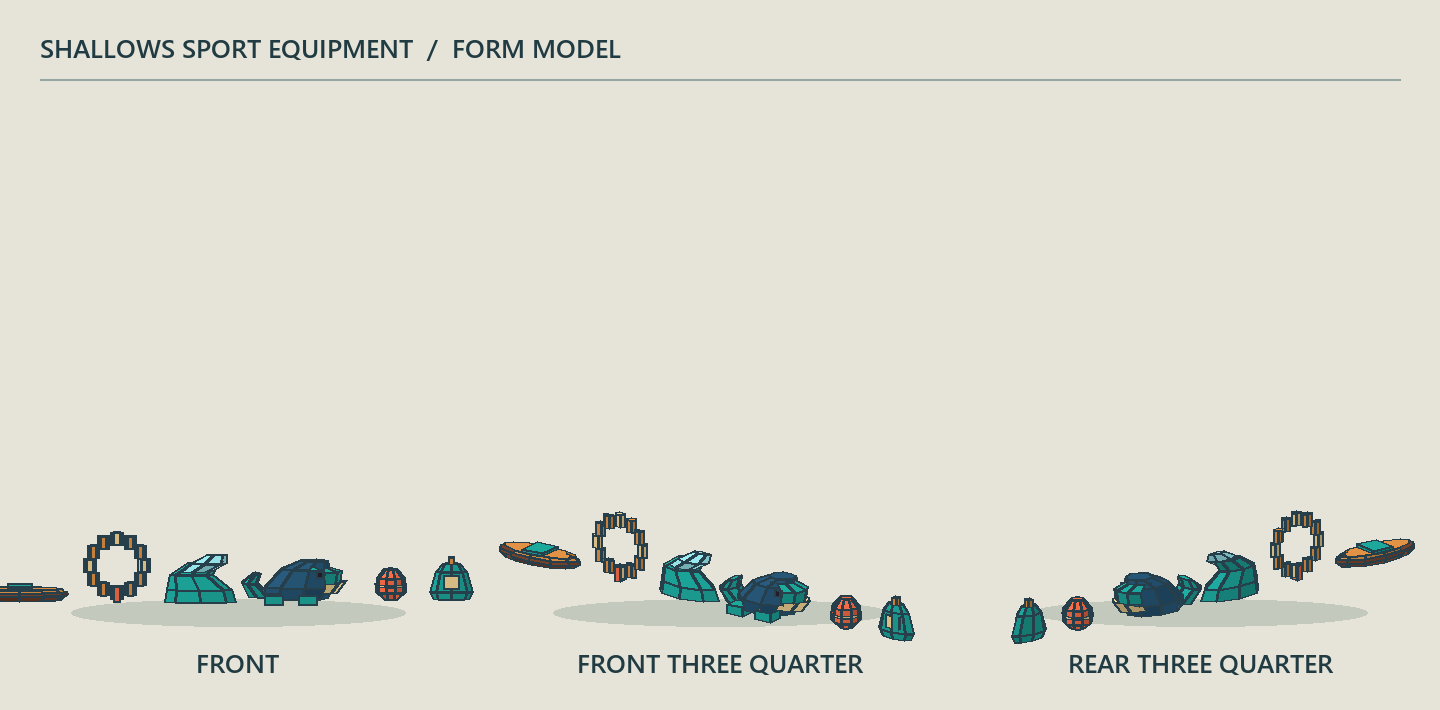 SHALLOWS SPORT EQUIPMENT / FORM MODEL
FRONT
FRONT THREE QUARTER
REAR THREE QUARTER